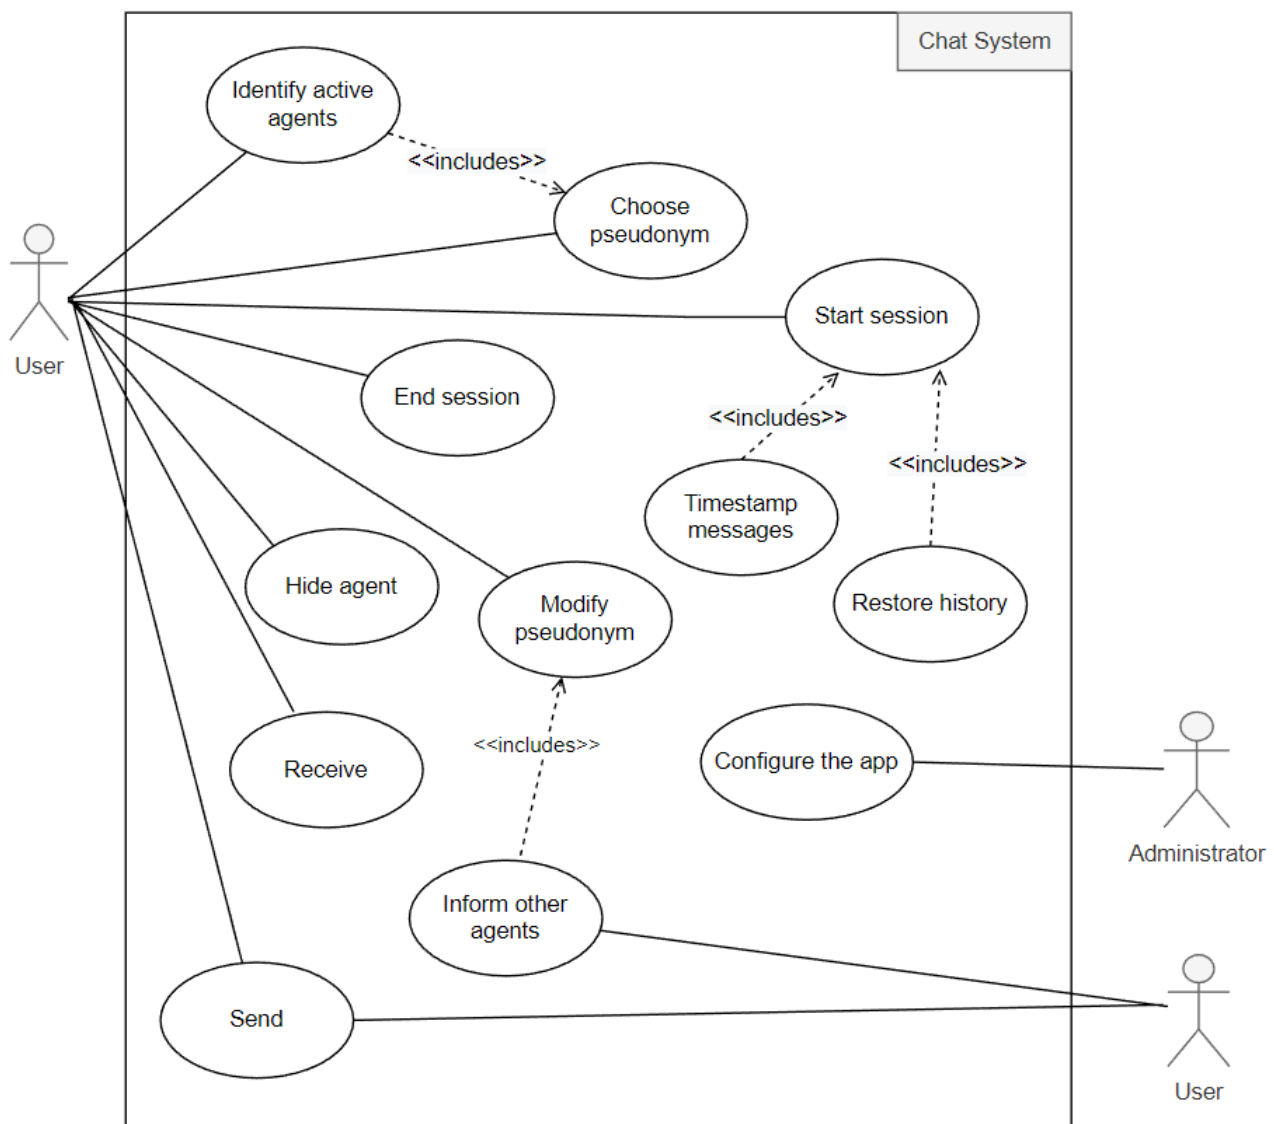 Chat System
Identify active
agents
<<includes>>
Choose
pseudonym
User
Start session
End session
<<includes>>
<<includes>>
Timestamp
messages
Hide agent
Modify
pseudonym
Restore history
<<includes>>
Receive
Configure the app
Administrator
Inform other
agents
Send
User